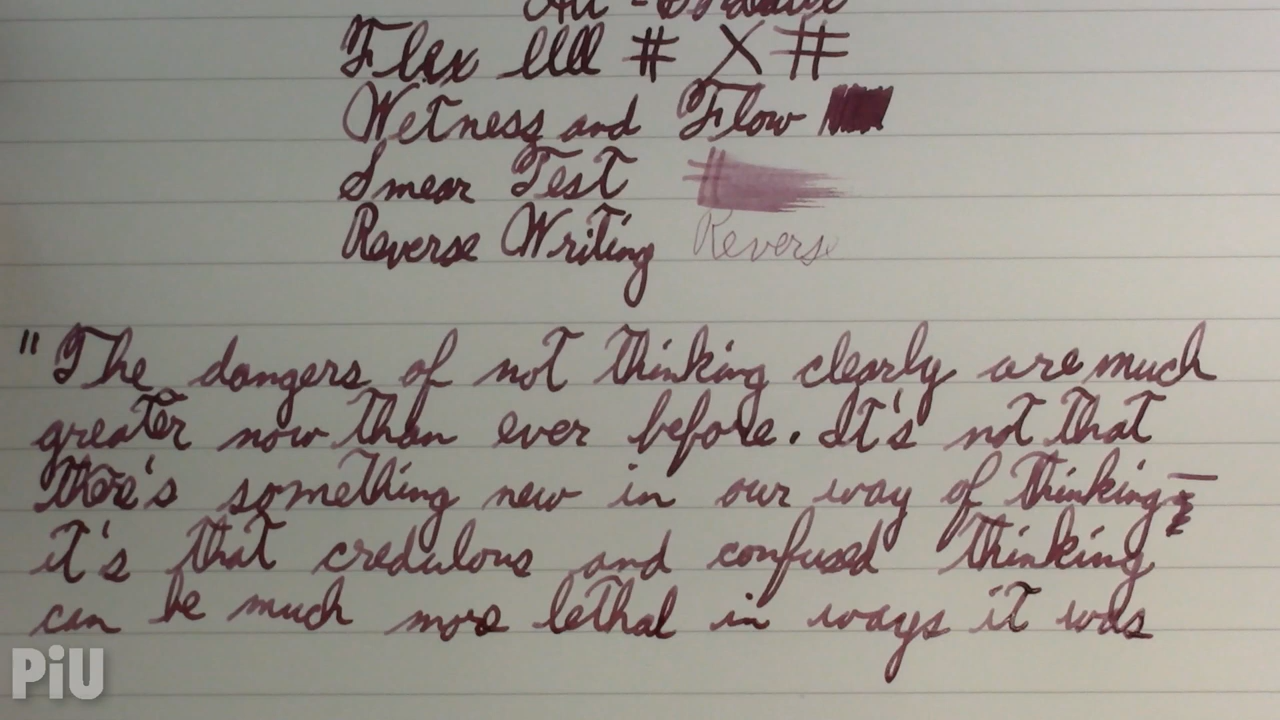 Flex llll # X #
Wetness and Flow
Smear Test
Reverse Writing Revers
"The dangers of not thinking clearly are much
greater now than ever before. It's not that
there's something new in our way of thinking -
it's that credulous and confused thinking
can be much more lethal in ways it was
PiU